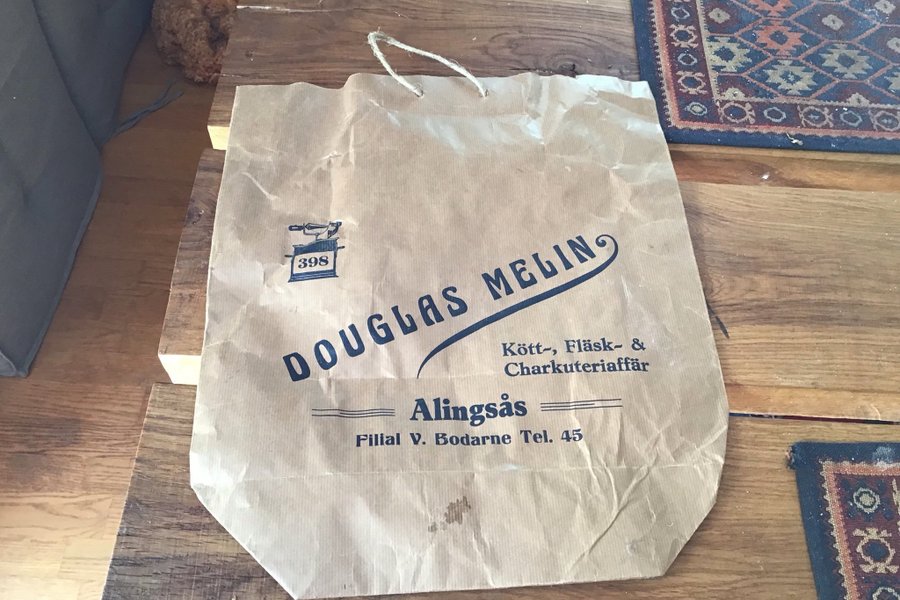 398
DOUGLAS MELIN
Kött-, Fläsk- &
Charkuteriaffär
Alingsås
Filial V. Bodarne Tel. 45